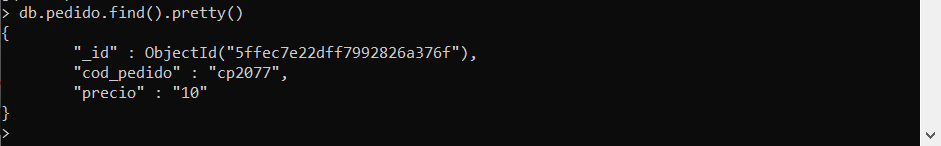 > db.pedido.find().pretty()
{
        "_id" : ObjectId("5ffec7e22dff7992826a376f"),
        "cod_pedido" : "cp2077",
        "precio" : "10"
}
>